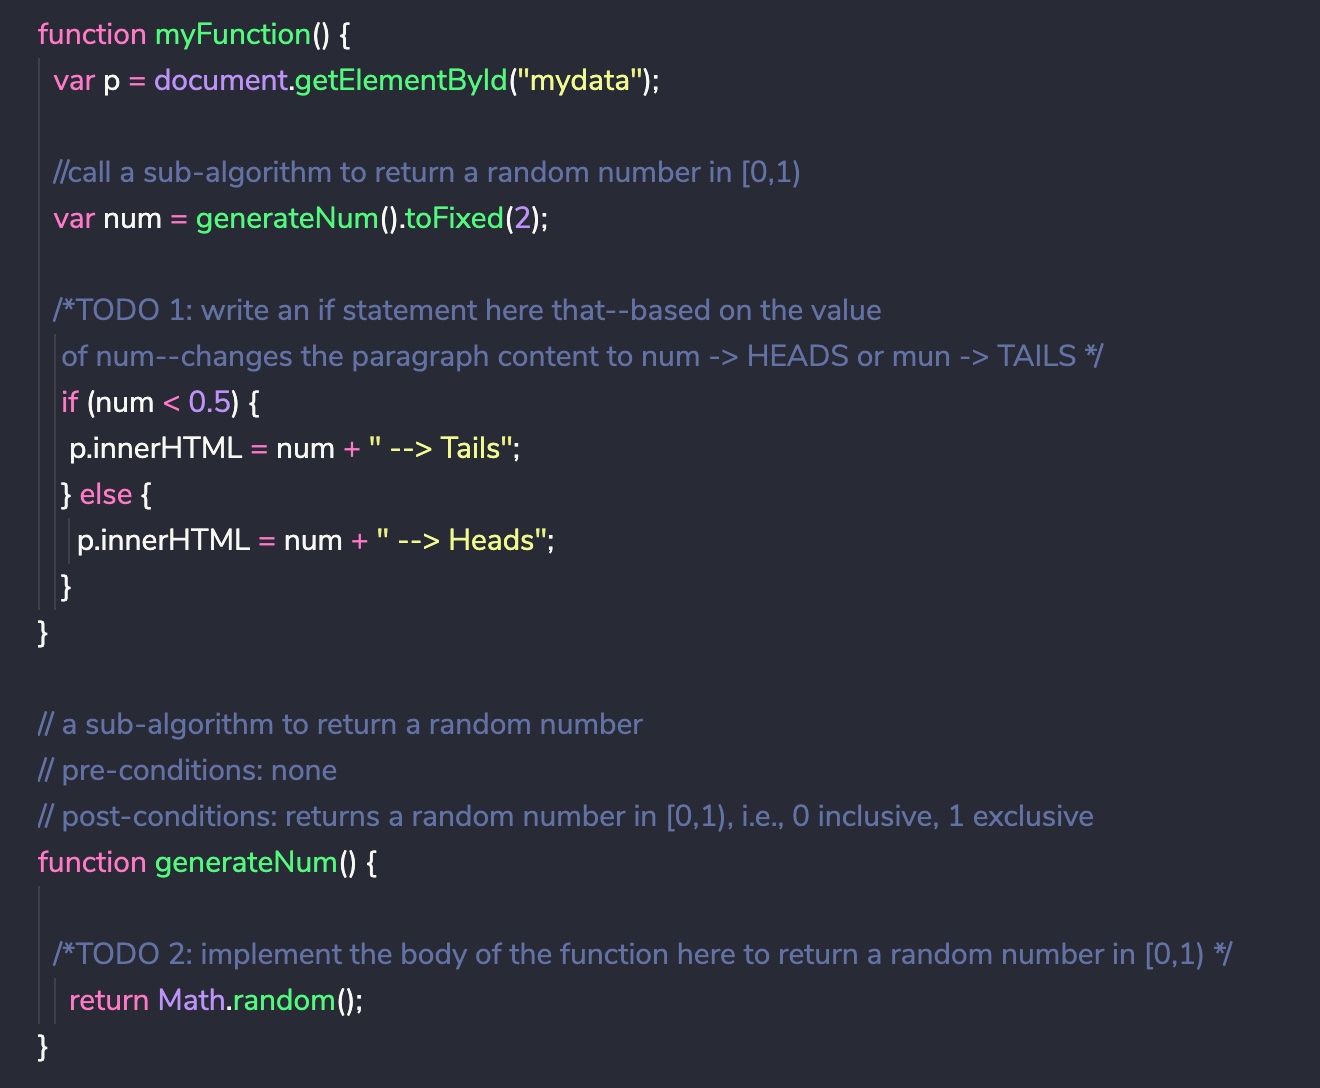 function myFunction() {
var p = document.getElementById("mydata");
//call a sub-algorithm to return a random number in [0,1)
var num = generateNum().toFixed(2);
/*TODO 1: write an if statement here that--based on the value
of num--changes the paragraph content to num -> HEADS or mun -> TAILS */
if (num < 0.5) {
p.innerHTML = num + " --> Tails";
} else {
p.innerHTML = num + " --> Heads";
}
}
// a sub-algorithm to return a random number
// pre-conditions: none
// post-conditions: returns a random number in [0,1), i.e., 0 inclusive, 1 exclusive
function generateNum() {
/*TODO 2: implement the body of the function here to return a random number in [0,1) */
return Math.random();
}